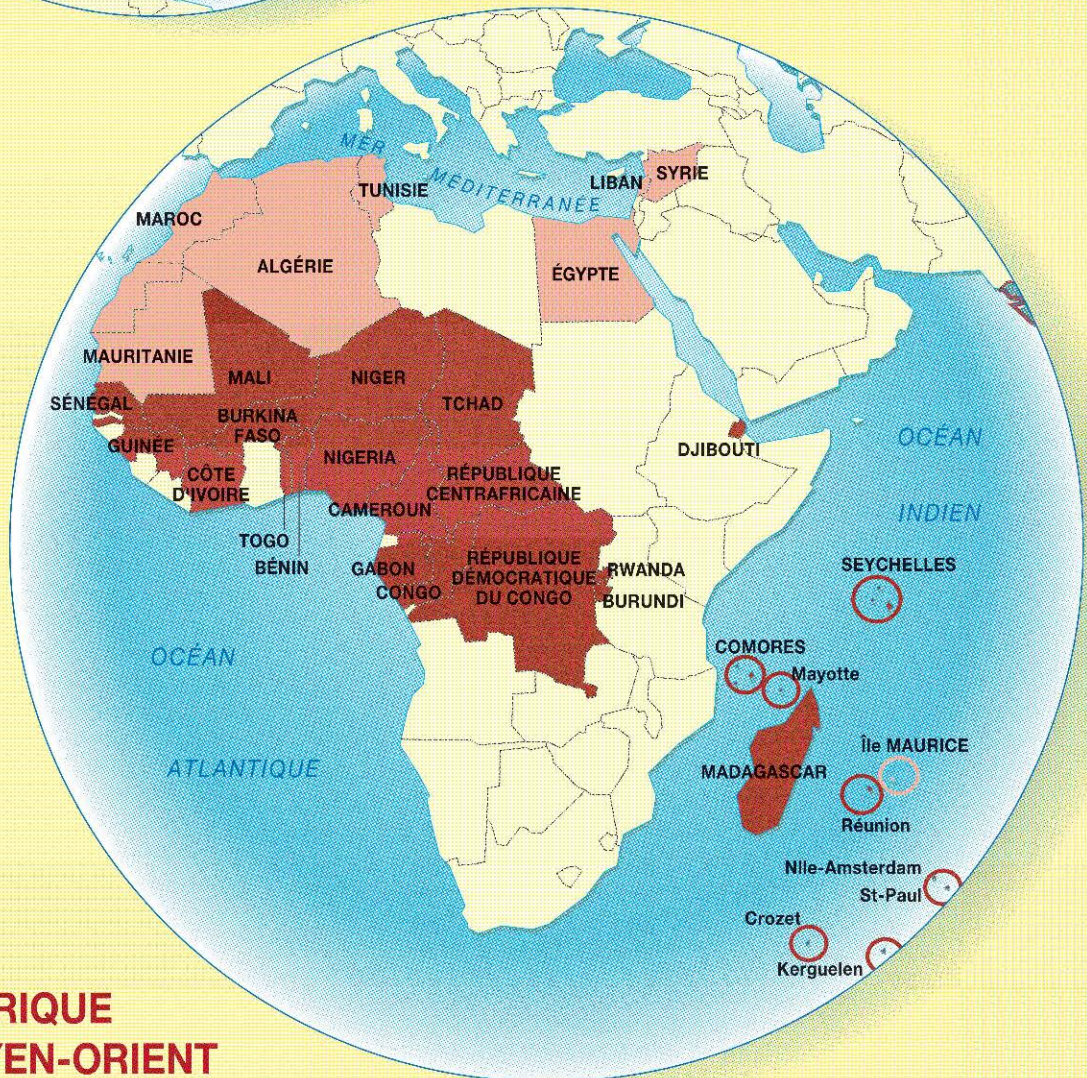 MER
MÉDITERRANÉE
MAROC
TUNISIE
LIBAN
SYRIE
ALGÉRIE
ÉGYPTE
MAURITANIE
MALI
NIGER
TCHAD
SÉNÉGAL
BURKINA
FASO
GUINÉE
NIGERIA
CÔTE
D'IVOIRE
CAMEROUN
RÉPUBLIQUE
CENTRAFRICAINE
DJIBOUTI
OCÉAN
INDIEN
TOGO
BÉNIN
GABON
CONGO
RÉPUBLIQUE
DÉMOCRATIQUE
DU CONGO
RWANDA
BURUNDI
SEYCHELLES
OCÉAN
ATLANTIQUE
COMORES
Mayotte
MADAGASCAR
Île MAURICE
Réunion
Nlle-Amsterdam
St-Paul
Crozet
Kerguelen
RIQUE
YEN-ORIENT